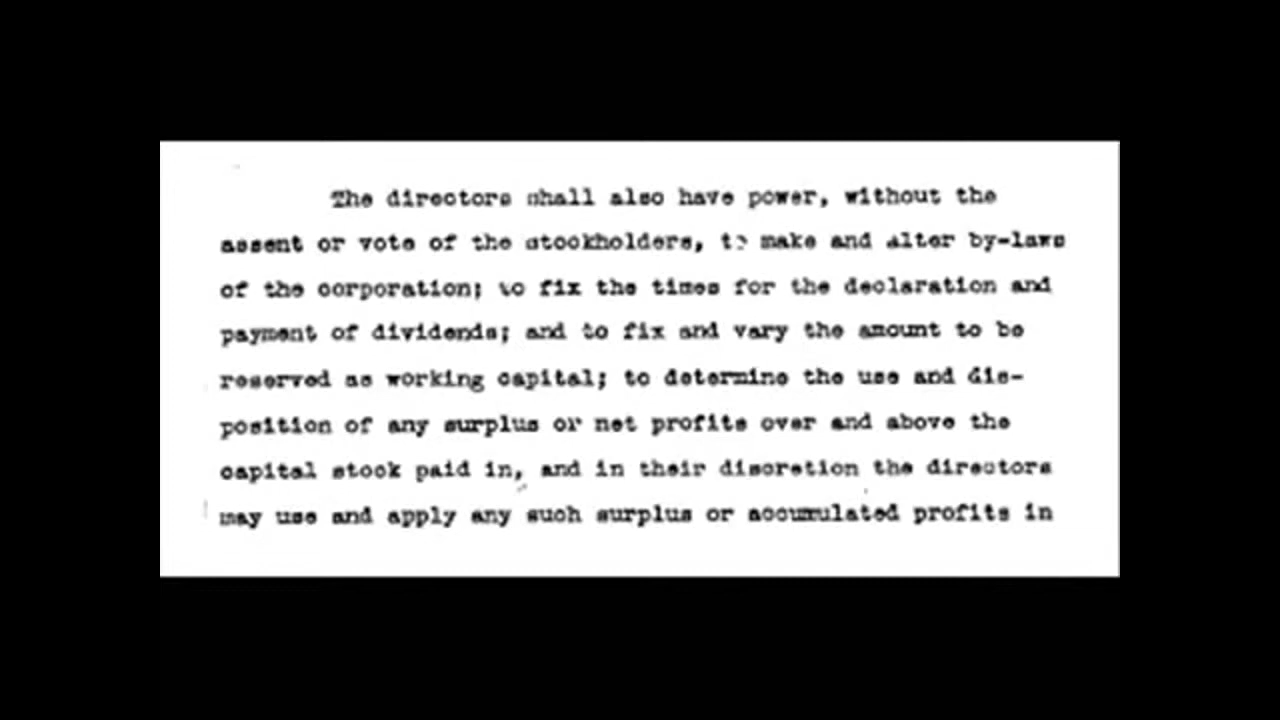 The directors shall also have power, without the
assent or vote of the stockholders, to make and alter by-laws
of the corporation; to fix the times for the declaration and
payment of dividends; and to fix and vary the amount to be
reserved as working capital; to determine the use and dis-
position of any surplus or net profits over and above the
capital stock paid in, and in their discretion the directors
may use and apply any such surplus or accumulated profits in